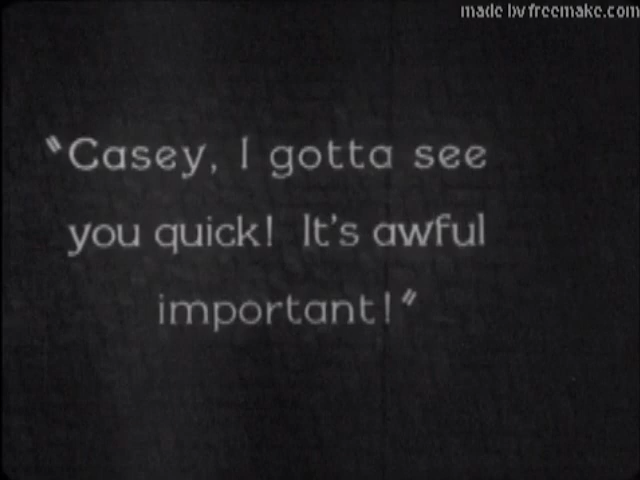 made by freemake.com
"Casey, I gotta see
you quick! It's awful
important!"